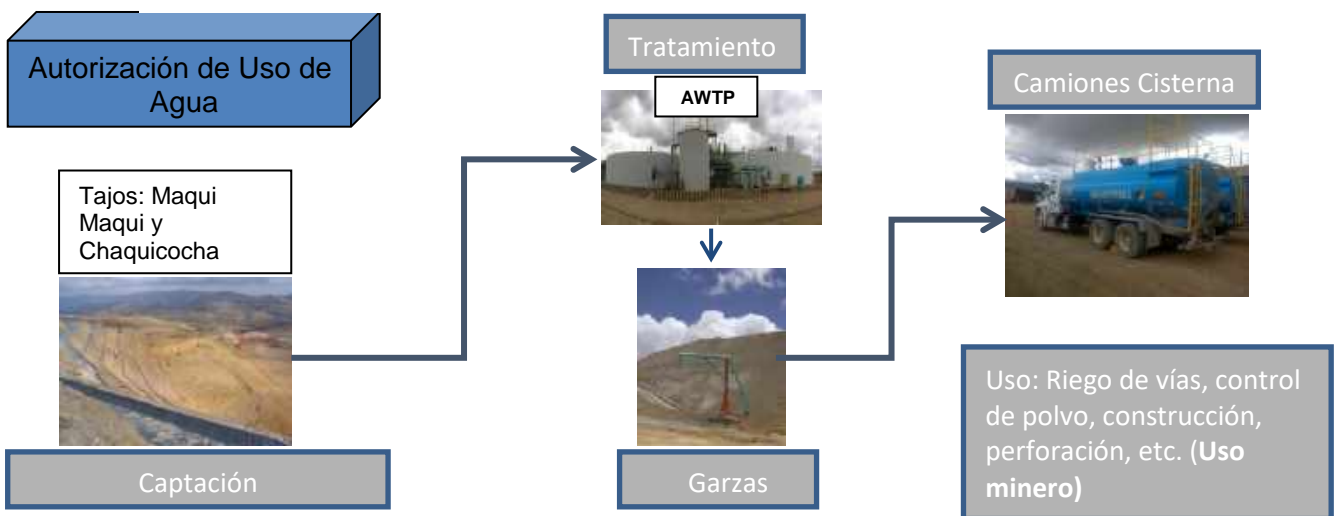 Autorización de Uso de
Agua
Tratamiento
AWTP
Camiones Cisterna
Tajos: Maqui
Maqui y
Chaquicocha
Captación
Garzas
Uso: Riego de vías, control
de polvo, construcción,
perforación, etc. (Uso
minero)